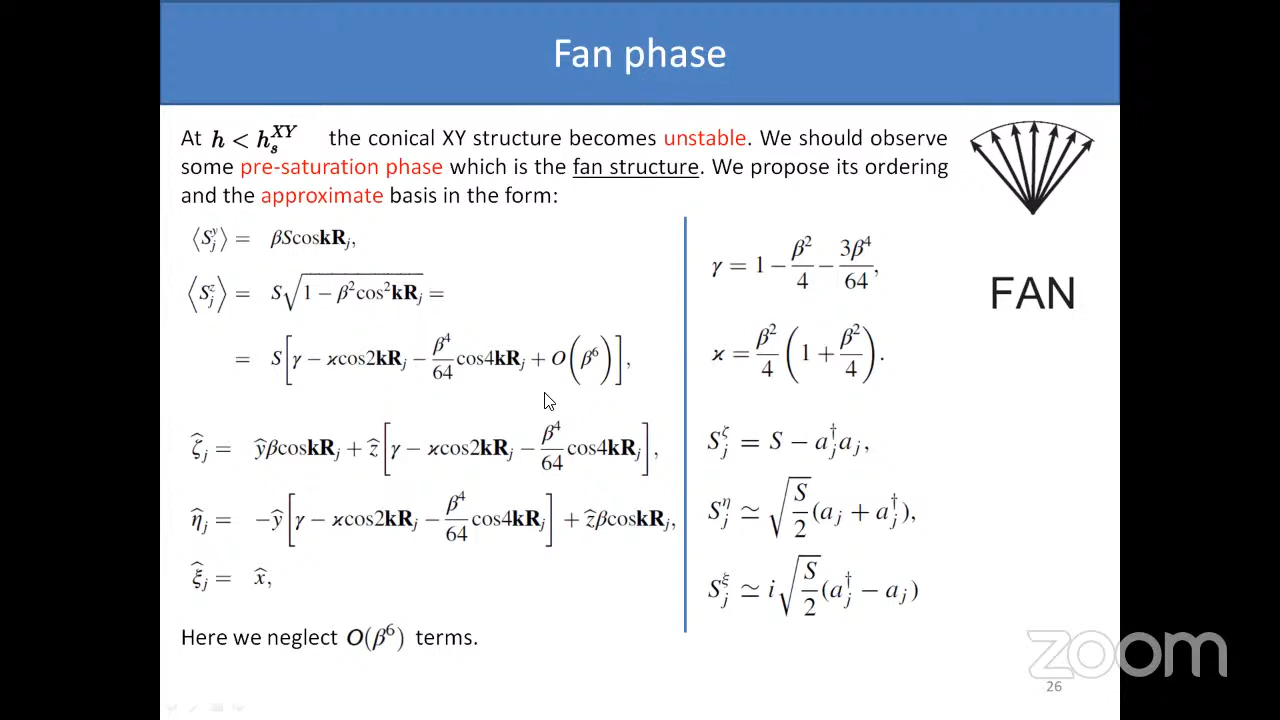 Fan phase
At h < h_s^{XY} the conical XY structure becomes unstable. We should observe
some pre-saturation phase which is the fan structure. We propose its ordering
and the approximate basis in the form:
⟨S_j^y⟩ = βScos𝐤𝐑_j,
⟨S_j^z⟩ = S√(1 − β²cos²𝐤𝐑_j) =
= S[γ − ϰcos2𝐤𝐑_j − β⁴/64 cos4𝐤𝐑_j + O(β⁶)],
ζ̂_j = ŷβcos𝐤𝐑_j + ẑ[γ − ϰcos2𝐤𝐑_j − β⁴/64 cos4𝐤𝐑_j],
η̂_j = −ŷ[γ − ϰcos2𝐤𝐑_j − β⁴/64 cos4𝐤𝐑_j] + ẑβcos𝐤𝐑_j,
ξ̂_j = x̂,
Here we neglect O(β⁶) terms.
γ = 1 − β²/4 − 3β⁴/64,
ϰ = β²/4 (1 + β²/4).
S_j^ζ = S − a_j^† a_j,
S_j^η ≃ √(S/2) (a_j + a_j^†),
S_j^ξ ≃ i√(S/2) (a_j^† − a_j)
FAN
zoom
26